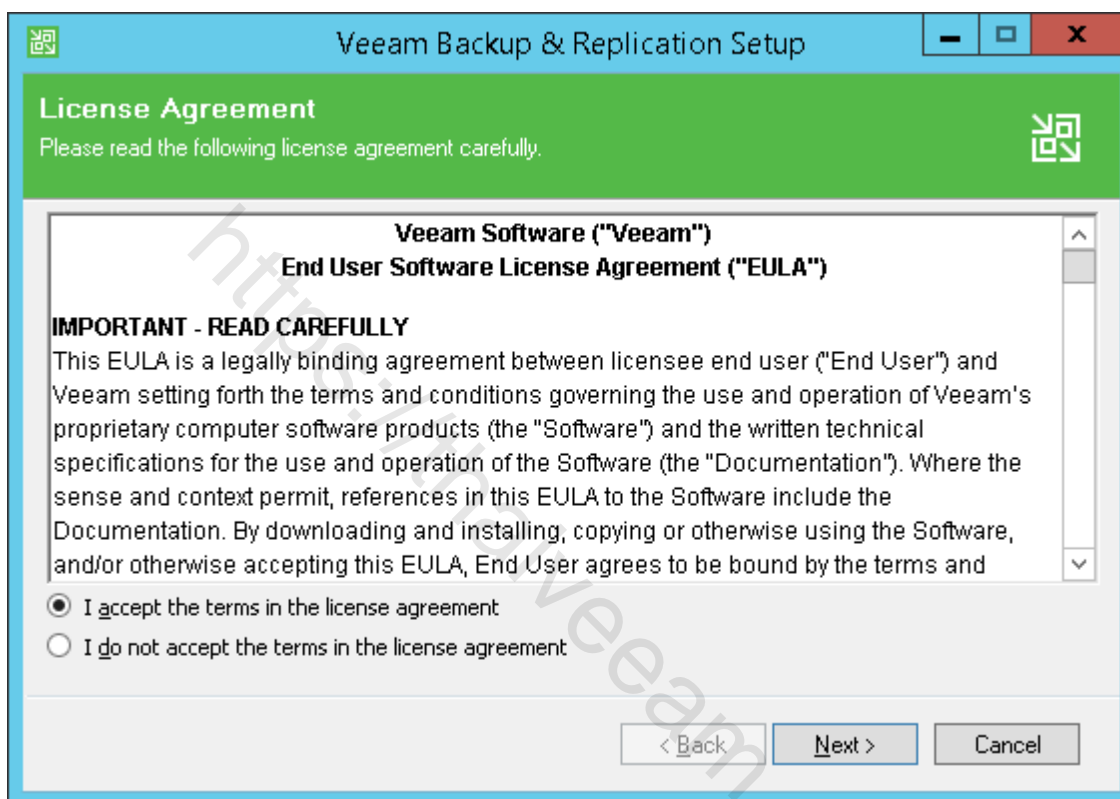 Veeam Backup & Replication Setup
License Agreement
Please read the following license agreement carefully.
Veeam Software ("Veeam")
End User Software License Agreement ("EULA")
IMPORTANT - READ CAREFULLY
This EULA is a legally binding agreement between licensee end user ("End User") and
Veeam setting forth the terms and conditions governing the use and operation of Veeam's
proprietary computer software products (the "Software") and the written technical
specifications for the use and operation of the Software (the "Documentation"). Where the
sense and context permit, references in this EULA to the Software include the
Documentation. By downloading and installing, copying or otherwise using the Software,
and/or otherwise accepting this EULA, End User agrees to be bound by the terms and
I accept the terms in the license agreement
I do not accept the terms in the license agreement
< Back
Next >
Cancel
https://thaiveeam